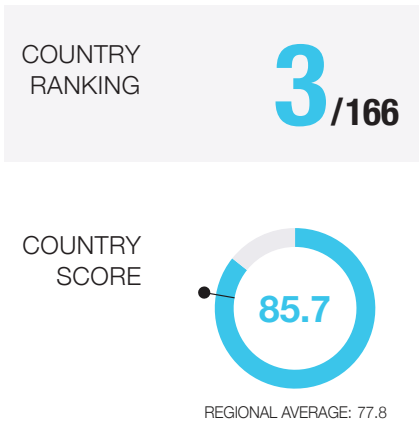 COUNTRY
RANKING
3/166
COUNTRY
SCORE
85.7
REGIONAL AVERAGE: 77.8